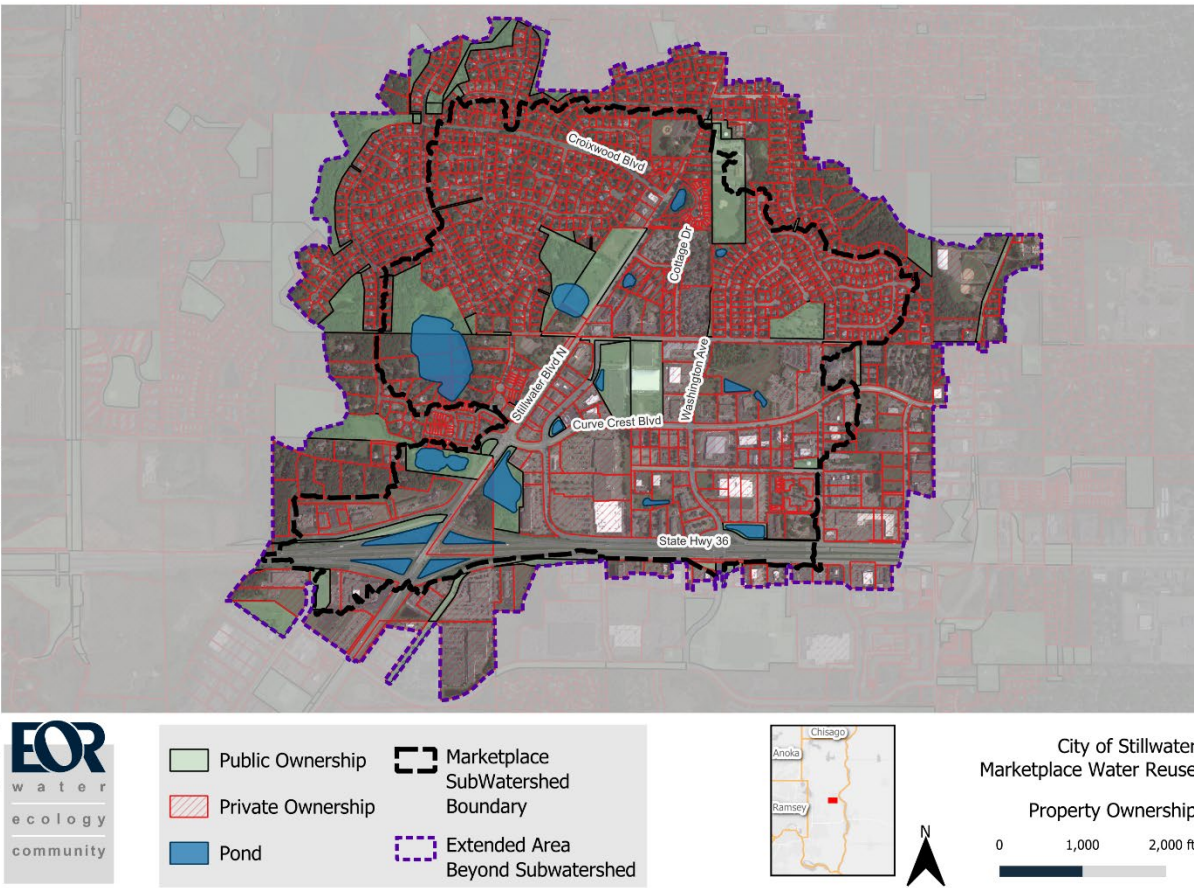 Croixwood Blvd
Cottage Dr
Stillwater Blvd N
Washington Ave
Curve Crest Blvd
State Hwy 36
EOR
water
ecology
community
Public Ownership
Private Ownership
Pond
Marketplace
SubWatershed
Boundary
Extended Area
Beyond Subwatershed
Chisago
Anoka
Ramsey
N
City of Stillwater
Marketplace Water Reuse
Property Ownership
0 1,000 2,000 ft